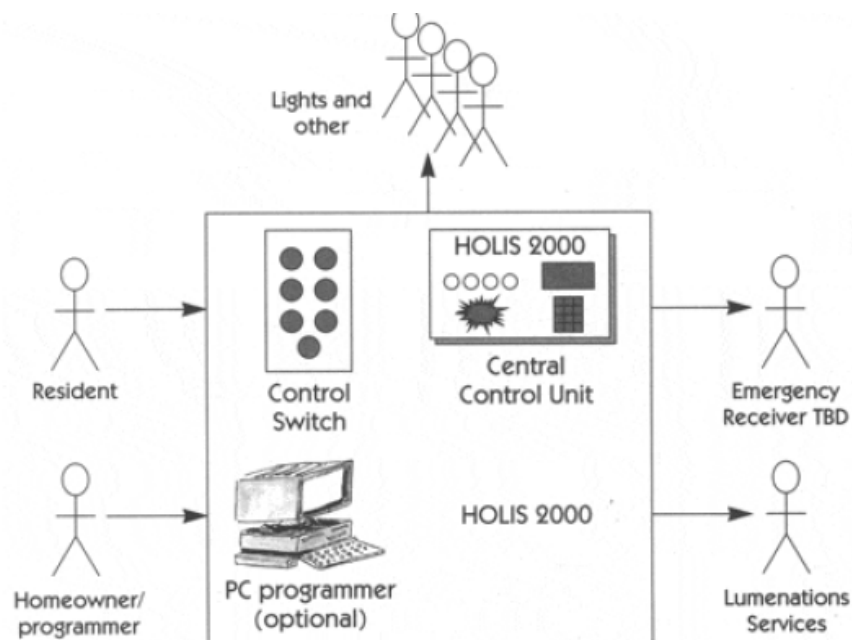 Lights and
other
HOLIS 2000
Resident
Control
Switch
Central
Control Unit
Emergency
Receiver TBD
HOLIS 2000
Homeowner/
programmer
PC programmer
(optional)
Lumenations
Services